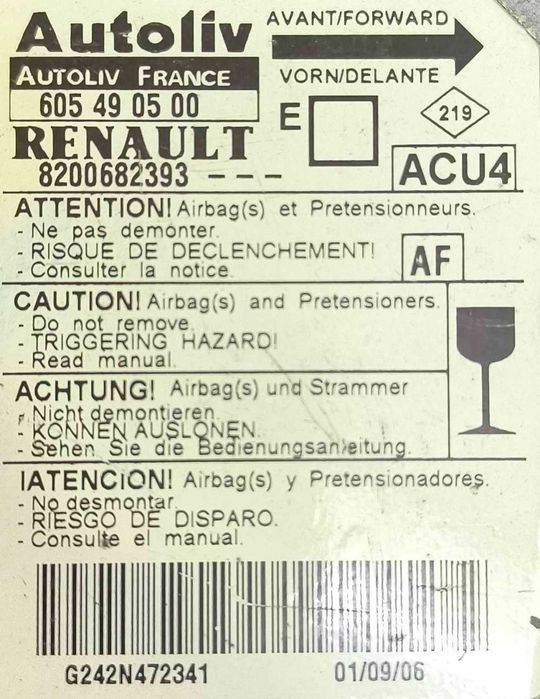 Autoliv
AVANT/FORWARD
AUTOLIV FRANCE
VORN/DELANTE
605 49 05 00
E
219
RENAULT
8200682393 ---
ACU4
ATTENTION! Airbag(s) et Pretensionneurs.
- Ne pas demonter.
- RISQUE DE DECLENCHEMENT!
- Consulter la notice.
AF
CAUTION! Airbag(s) and Pretensioners.
- Do not remove.
- TRIGGERING HAZARD!
- Read manual.
ACHTUNG! Airbag(s) und Strammer
- Nicht demontieren.
- KONNEN AUSLONEN.
- Sehen Sie die Bedienungsanleitung.
!ATENCION! Airbag(s) y Pretensionadores.
- No desmontar.
- RIESGO DE DISPARO.
- Consulte el manual.
G242N472341
01/09/06